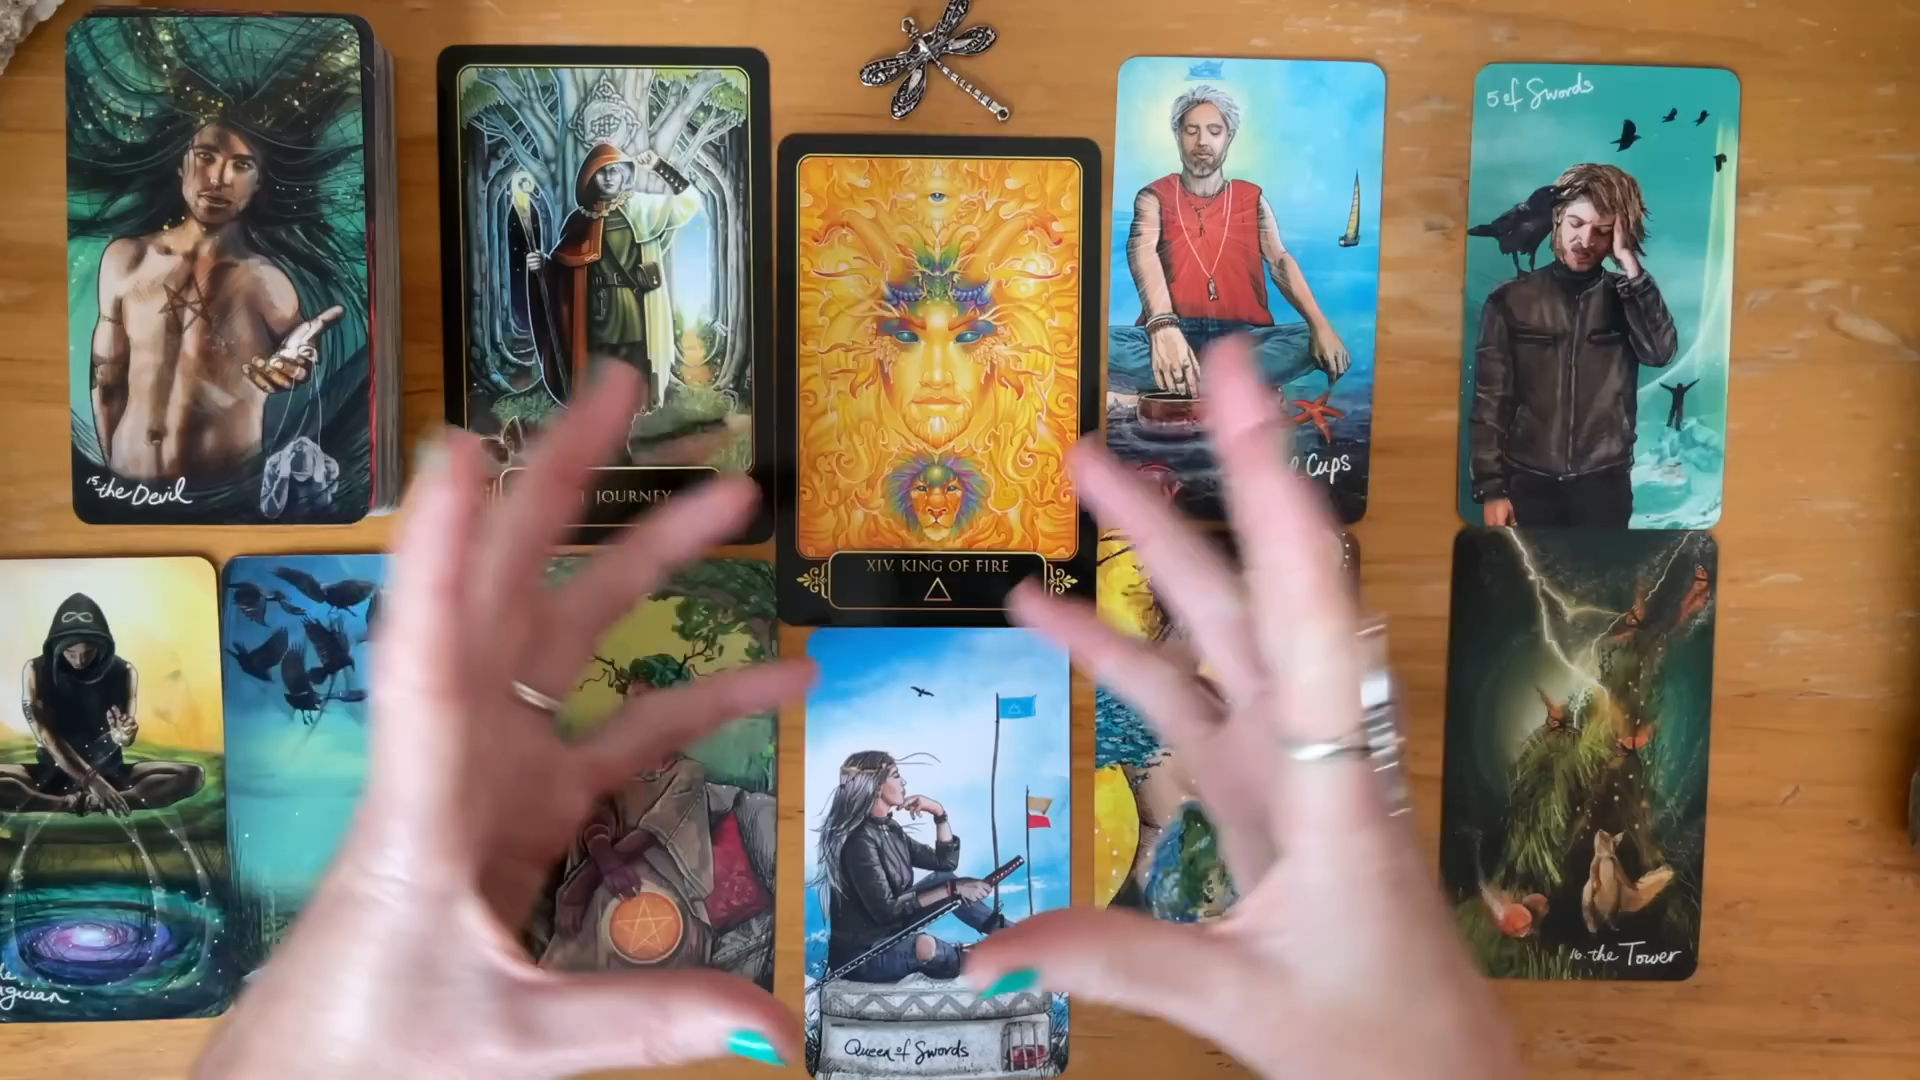 5 of Swords
Cups
15 the Devil
JOURNEY
XIV. KING OF FIRE
16. the Tower
Queen of Swords